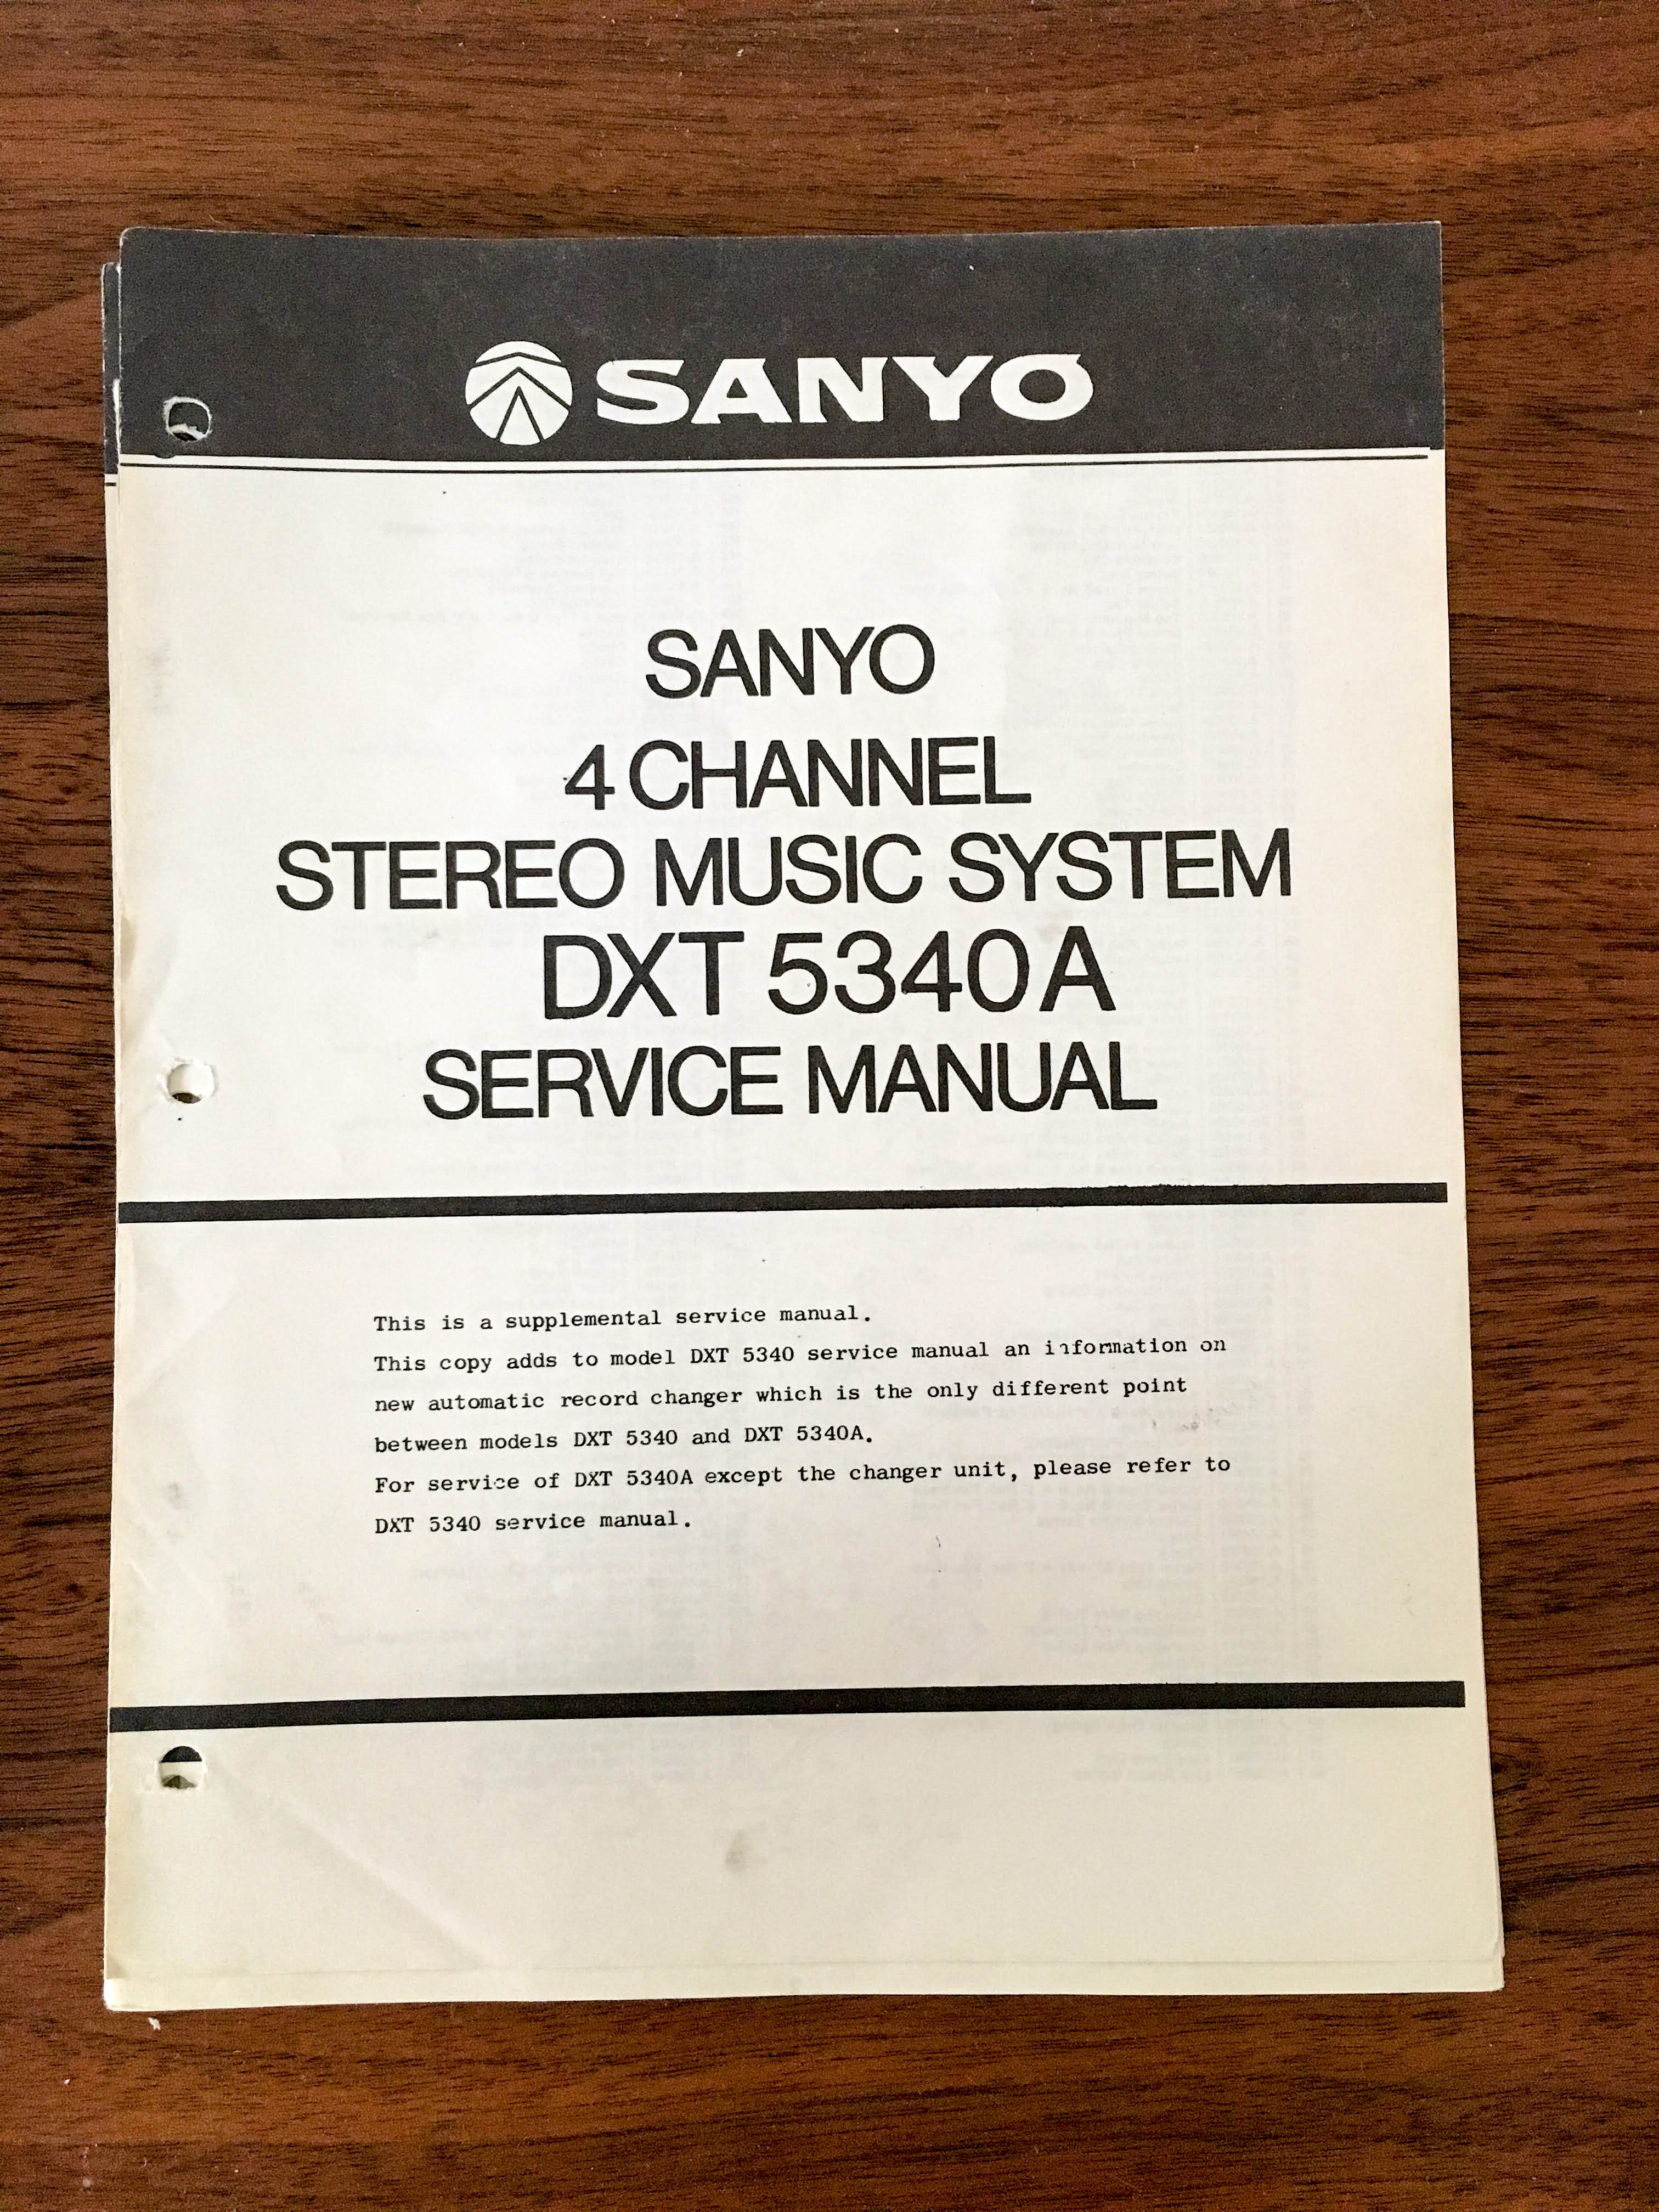 SANYO
SANYO
4 CHANNEL
STEREO MUSIC SYSTEM
DXT 5340A
SERVICE MANUAL
This is a supplemental service manual.
This copy adds to model DXT 5340 service manual an information on
new automatic record changer which is the only different point
between models DXT 5340 and DXT 5340A.
For service of DXT 5340A except the changer unit, please refer to
DXT 5340 service manual.